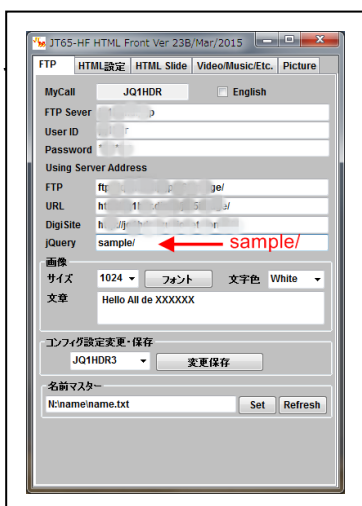 JT65-HF HTML Front Ver 23B/Mar/2015
FTP HTML設定 HTML Slide Video/Music/Etc. Picture
MyCall JQ1HDR English
FTP Sever
User ID
Password
Using Server Address
FTP
URL
DigiSite
jQuery sample/ sample/
画像
サイズ 1024 フォント 文字色 White
文章 Hello All de XXXXXX
コンフィグ設定変更・保存
JQ1HDR3 変更保存
名前マスター
N:\name\name.txt Set Refresh